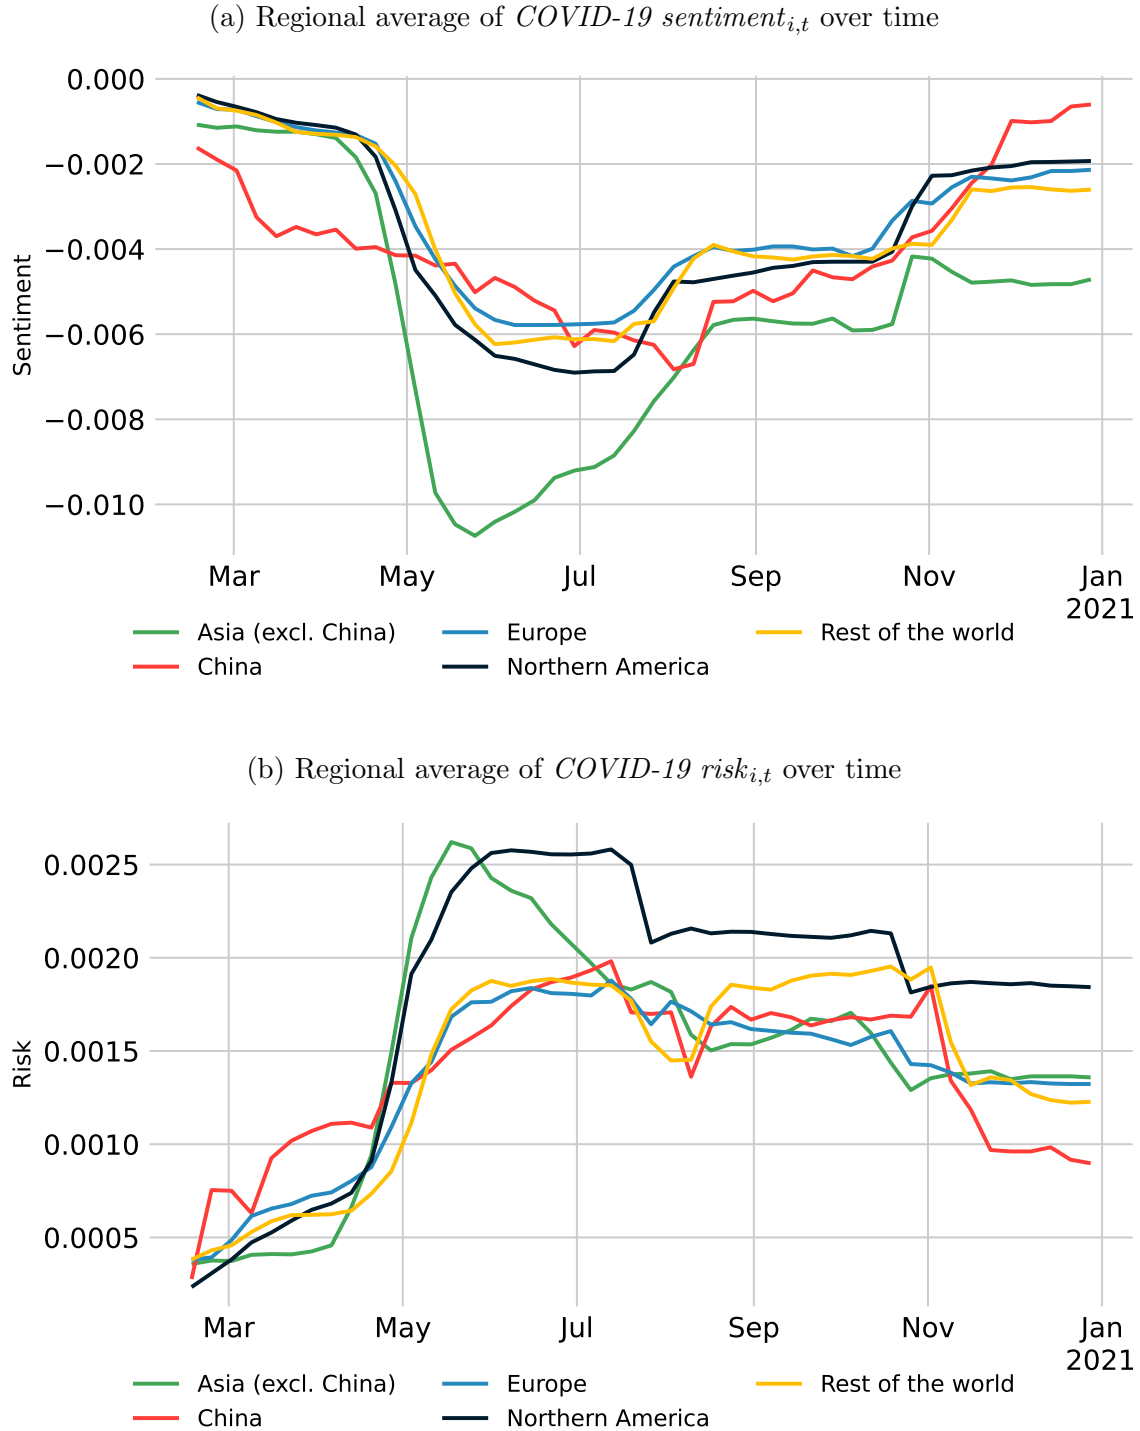 (a) Regional average of COVID-19 sentiment_{i,t} over time
0.000
−0.002
−0.004
−0.006
−0.008
−0.010
Sentiment
Mar May Jul Sep Nov Jan
2021
Asia (excl. China) Europe Rest of the world
China Northern America
(b) Regional average of COVID-19 risk_{i,t} over time
0.0025
0.0020
0.0015
0.0010
0.0005
Risk
Mar May Jul Sep Nov Jan
2021
Asia (excl. China) Europe Rest of the world
China Northern America